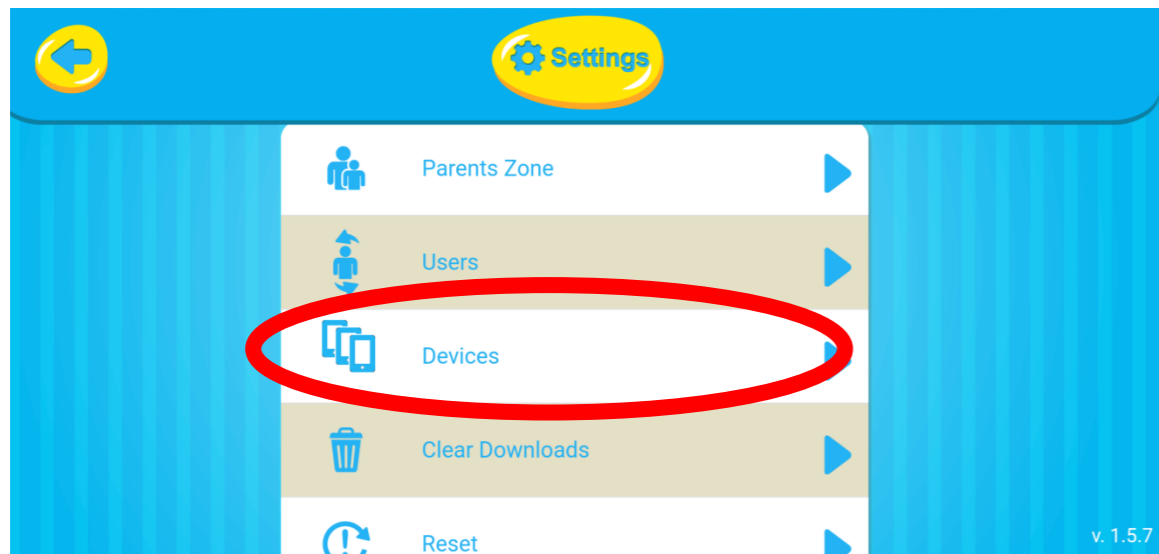 Settings
Parents Zone
Users
Devices
Clear Downloads
Reset
v. 1.5.7